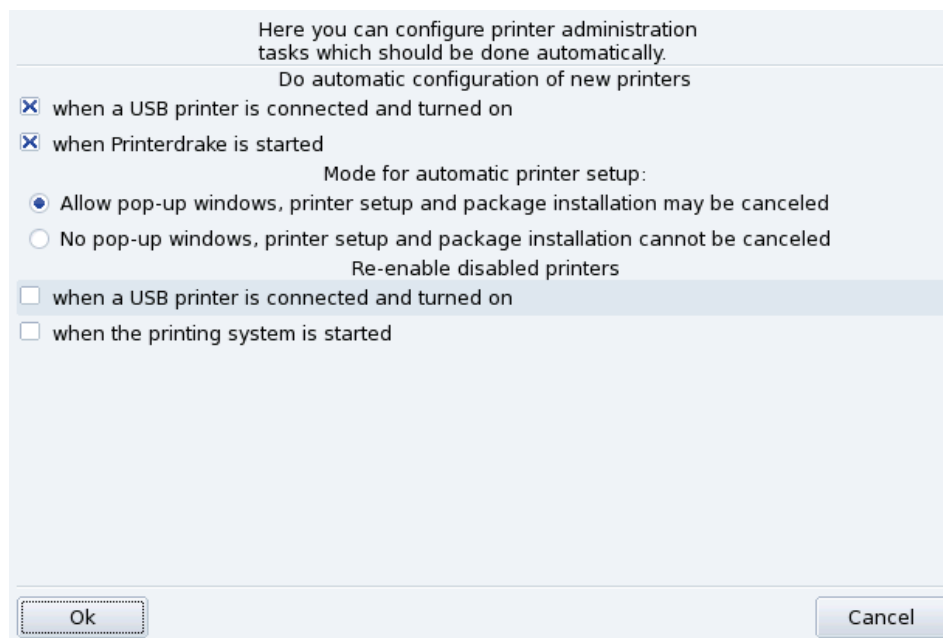 Here you can configure printer administration
tasks which should be done automatically.
Do automatic configuration of new printers
when a USB printer is connected and turned on
when Printerdrake is started
Mode for automatic printer setup:
Allow pop-up windows, printer setup and package installation may be canceled
No pop-up windows, printer setup and package installation cannot be canceled
Re-enable disabled printers
when a USB printer is connected and turned on
when the printing system is started
Ok
Cancel